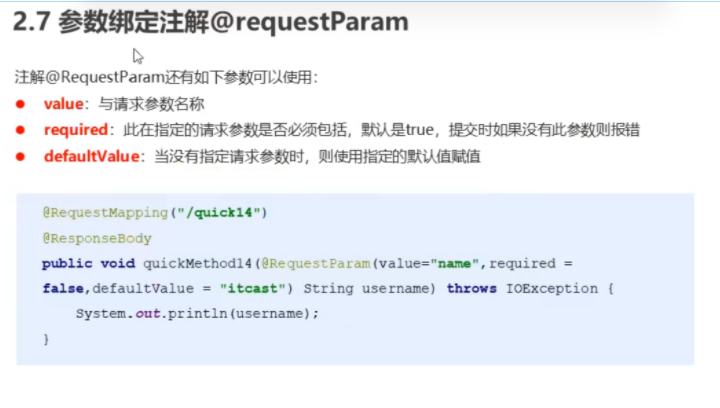 2.7 参数绑定注解@requestParam
注解@RequestParam还有如下参数可以使用：
● value：与请求参数名称
● required：此在指定的请求参数是否必须包括，默认是true，提交时如果没有此参数则报错
● defaultValue：当没有指定请求参数时，则使用指定的默认值赋值
@RequestMapping("/quick14")
@ResponseBody
public void quickMethod14(@RequestParam(value="name",required =
false,defaultValue = "itcast") String username) throws IOException {
System.out.println(username);
}